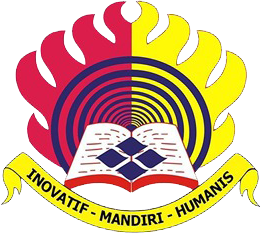 INOVATIF - MANDIRI - HUMANIS